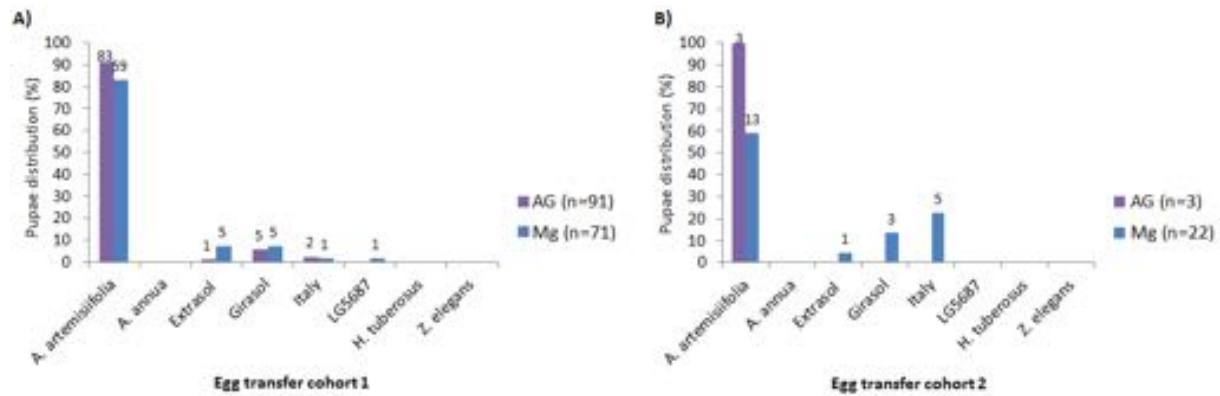 A)
100
90
80
70
60
50
40
30
20
10
0
Pupae distribution (%)
83
59
1
5
5
5
2
1
1
A. artemisiifolia
A. annua
Extrasol
Girasol
Italy
LG5687
H. tuberosus
Z. elegans
Egg transfer cohort 1
AG (n=91)
Mg (n=71)
B)
100
90
80
70
60
50
40
30
20
10
0
Pupae distribution (%)
3
13
1
3
5
A. artemisiifolia
A. annua
Extrasol
Girasol
Italy
LG5687
H. tuberosus
Z. elegans
Egg transfer cohort 2
AG (n=3)
Mg (n=22)